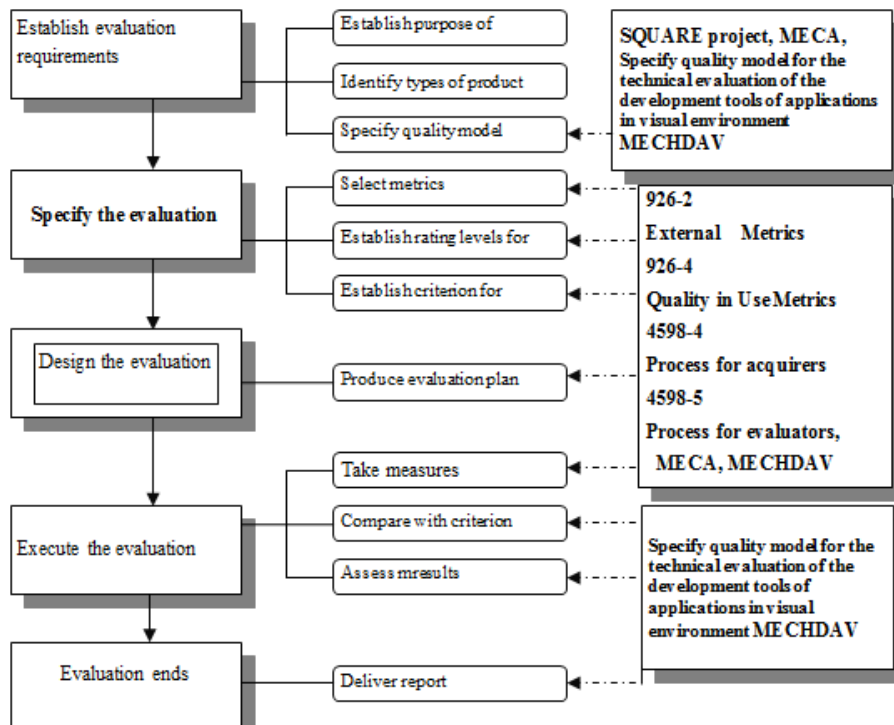 Establish evaluation
requirements
Establish purpose of
Identify types of product
Specify quality model
SQUARE project, MECA,
Specify quality model for the
technical evaluation of the
development tools of applications
in visual environment
MECHDAV
Specify the evaluation
Select metrics
Establish rating levels for
Establish criterion for
926-2
External Metrics
926-4
Quality in Use Metrics
4598-4
Process for acquirers
4598-5
Process for evaluators,
MECA, MECHDAV
Design the evaluation
Produce evaluation plan
Execute the evaluation
Take measures
Compare with criterion
Assess mresults
Specify quality model for the
technical evaluation of the
development tools of
applications in visual
environment MECHDAV
Evaluation ends
Deliver report